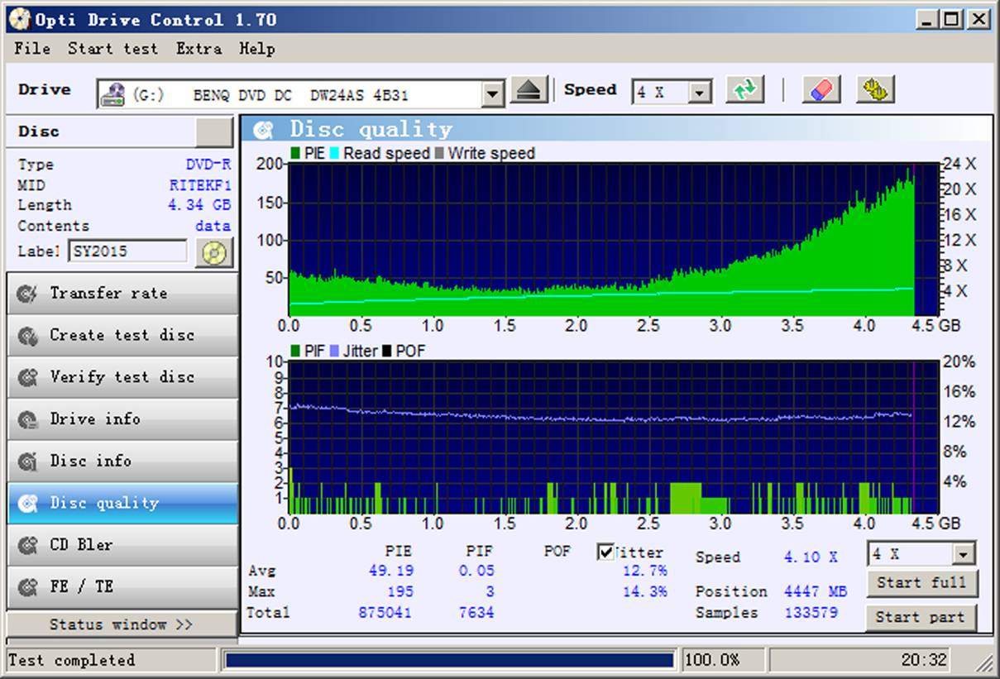 Opti Drive Control 1.70
File Start test Extra Help
Drive (G:) BENQ DVD DC DW24AS 4B31 Speed 4 X
Disc
Type DVD-R
MID RITEKF1
Length 4.34 GB
Contents data
Label SY2015
Transfer rate
Create test disc
Verify test disc
Drive info
Disc info
Disc quality
CD Bler
FE / TE
Status window >>
Disc quality
PIE Read speed Write speed
200 24 X
20 X
150
16 X
100 12 X
8 X
50
4 X
0.0 0.5 1.0 1.5 2.0 2.5 3.0 3.5 4.0 4.5 GB
PIF Jitter POF
10 20%
9
8 16%
7
6 12%
5
4 8%
3
2 4%
1
0.0 0.5 1.0 1.5 2.0 2.5 3.0 3.5 4.0 4.5 GB
PIE PIF POF Jitter
Avg 49.19 0.05 12.7%
Max 195 3 14.3%
Total 875041 7634
Speed 4.10 X
Position 4447 MB
Samples 133579
4 X
Start full
Start part
Test completed 100.0% 20:32